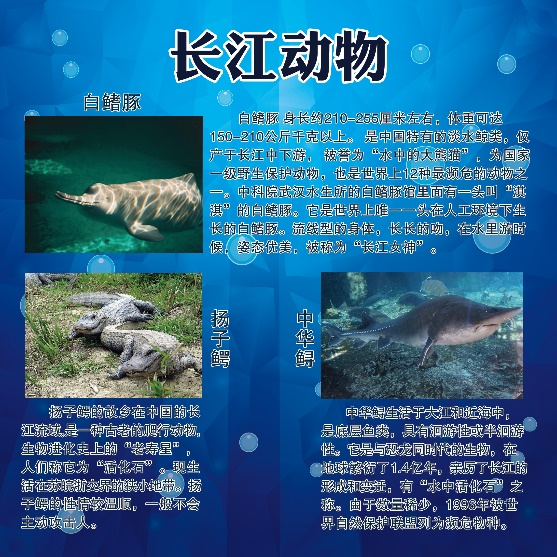 长江动物
白鳍豚
白鳍豚 身长约210-255厘米左右，体重可达
150-210公斤千克以上。 是中国特有的淡水鲸类，仅
产于长江中下游， 被誉为“水中的大熊猫”，为国家
一级野生保护动物，也是世界上12种最濒危的动物之
一。中科院武汉水生所的白鳍豚馆里面有一头叫“淇
淇”的白鳍豚。它是世界上唯一一头在人工环境下生
长的白鳍豚。流线型的身体，长长的吻，在水里游时
候，姿态优美，被称为“长江女神”。
扬子鳄
扬子鳄的故乡在中国的长
江流域,是一种古老的爬行动物,
生物进化史上的“老寿星”，
人们称它为“活化石”。现生
活在苏皖浙交界的狭小地带。扬
子鳄的性情较温顺，一般不会
主动攻击人。
中华鲟
中华鲟生活于大江和近海中，
是底层鱼类，具有洄游性或半洄游
性。它是与恐龙同时代的生物，在
地球繁衍了1.4亿年，亲历了长江的
形成和变迁，有“水中活化石”之
称。由于数量稀少，1996年被世
界自然保护联盟列为濒危物种。